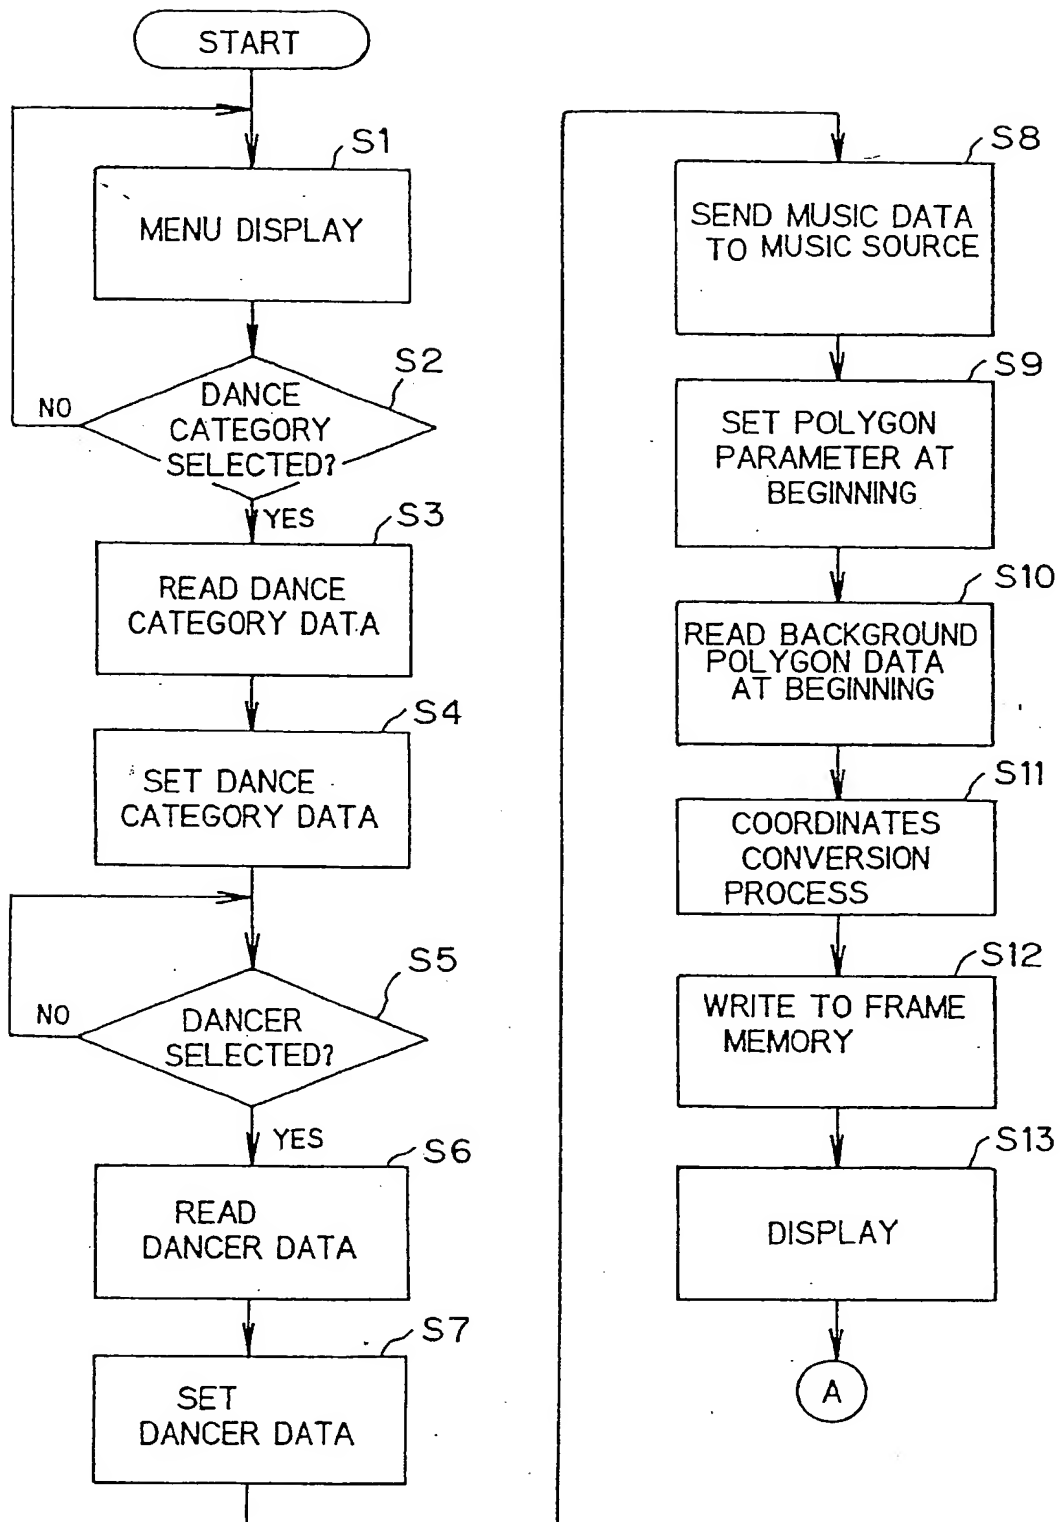 START
S1
MENU DISPLAY
S2
DANCE
CATEGORY
SELECTED?
NO
YES
S3
READ DANCE
CATEGORY DATA
S4
SET DANCE
CATEGORY DATA
S5
DANCER
SELECTED?
NO
YES
S6
READ
DANCER DATA
S7
SET
DANCER DATA
S8
SEND MUSIC DATA
TO MUSIC SOURCE
S9
SET POLYGON
PARAMETER AT
BEGINNING
S10
READ BACKGROUND
POLYGON DATA
AT BEGINNING
S11
COORDINATES
CONVERSION
PROCESS
S12
WRITE TO FRAME
MEMORY
S13
DISPLAY
A